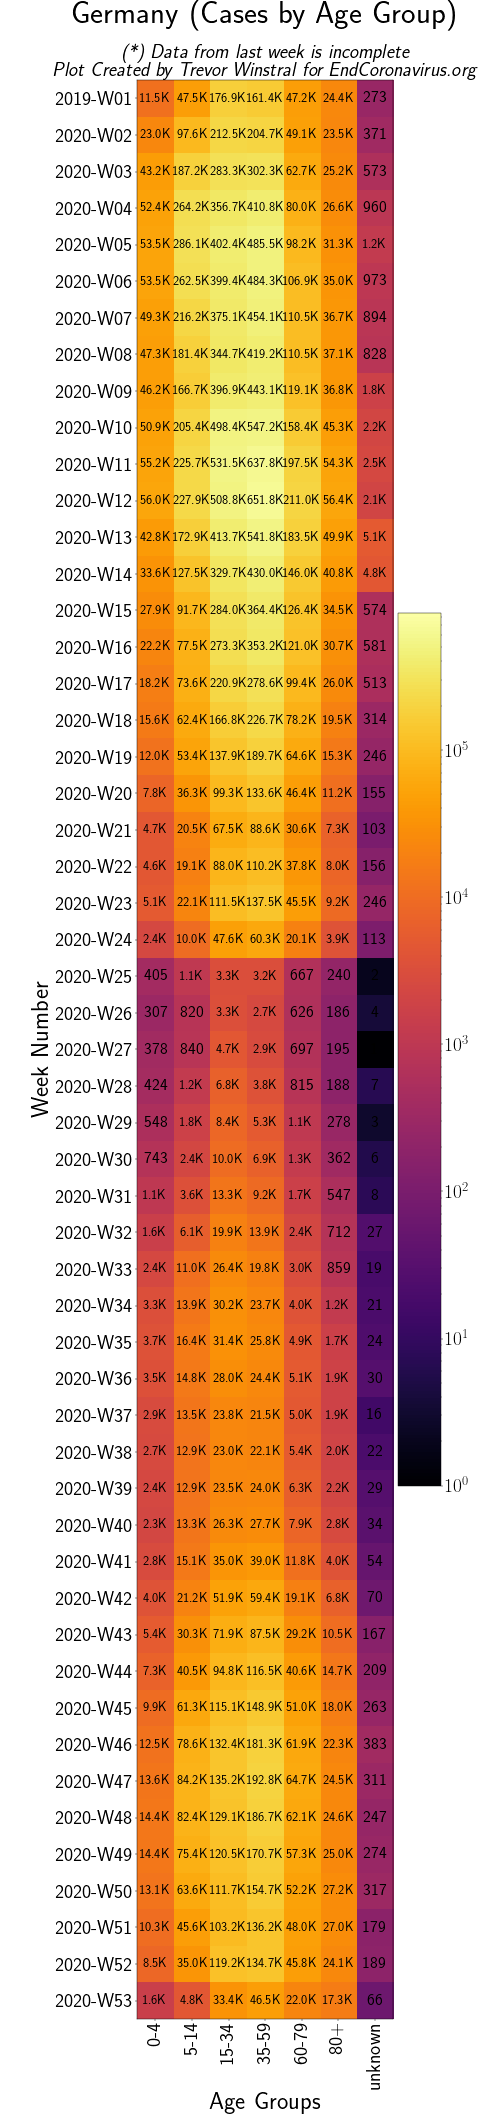 Germany (Cases by Age Group)
(*) Data from last week is incomplete
Plot Created by Trevor Winstral for EndCoronavirus.org
2019-W01 11.5K 47.5K 176.9K 161.4K 47.2K 24.4K 273
2020-W02 23.0K 97.6K 212.5K 204.7K 49.1K 23.5K 371
2020-W03 43.2K 187.2K 283.3K 302.3K 62.7K 25.2K 573
2020-W04 52.4K 264.2K 356.7K 410.8K 80.0K 26.6K 960
2020-W05 53.5K 286.1K 402.4K 485.5K 98.2K 31.3K 1.2K
2020-W06 53.5K 262.5K 399.4K 484.3K 106.9K 35.0K 973
2020-W07 49.3K 216.2K 375.1K 454.1K 110.5K 36.7K 894
2020-W08 47.3K 181.4K 344.7K 419.2K 110.5K 37.1K 828
2020-W09 46.2K 166.7K 396.9K 443.1K 119.1K 36.8K 1.8K
2020-W10 50.9K 205.4K 498.4K 547.2K 158.4K 45.3K 2.2K
2020-W11 55.2K 225.7K 531.5K 637.8K 197.5K 54.3K 2.5K
2020-W12 56.0K 227.9K 508.8K 651.8K 211.0K 56.4K 2.1K
2020-W13 42.8K 172.9K 413.7K 541.8K 183.5K 49.9K 5.1K
2020-W14 33.6K 127.5K 329.7K 430.0K 146.0K 40.8K 4.8K
2020-W15 27.9K 91.7K 284.0K 364.4K 126.4K 34.5K 574
2020-W16 22.2K 77.5K 273.3K 353.2K 121.0K 30.7K 581
2020-W17 18.2K 73.6K 220.9K 278.6K 99.4K 26.0K 513
2020-W18 15.6K 62.4K 166.8K 226.7K 78.2K 19.5K 314
2020-W19 12.0K 53.4K 137.9K 189.7K 64.6K 15.3K 246
2020-W20 7.8K 36.3K 99.3K 133.6K 46.4K 11.2K 155
2020-W21 4.7K 20.5K 67.5K 88.6K 30.6K 7.3K 103
2020-W22 4.6K 19.1K 88.0K 110.2K 37.8K 8.0K 156
2020-W23 5.1K 22.1K 111.5K 137.5K 45.5K 9.2K 246
2020-W24 2.4K 10.0K 47.6K 60.3K 20.1K 3.9K 113
2020-W25 405 1.1K 3.3K 3.2K 667 240 2
2020-W26 307 820 3.3K 2.7K 626 186 4
2020-W27 378 840 4.7K 2.9K 697 195
2020-W28 424 1.2K 6.8K 3.8K 815 188 7
2020-W29 548 1.8K 8.4K 5.3K 1.1K 278 3
2020-W30 743 2.4K 10.0K 6.9K 1.3K 362 6
2020-W31 1.1K 3.6K 13.3K 9.2K 1.7K 547 8
2020-W32 1.6K 6.1K 19.9K 13.9K 2.4K 712 27
2020-W33 2.4K 11.0K 26.4K 19.8K 3.0K 859 19
2020-W34 3.3K 13.9K 30.2K 23.7K 4.0K 1.2K 21
2020-W35 3.7K 16.4K 31.4K 25.8K 4.9K 1.7K 24
2020-W36 3.5K 14.8K 28.0K 24.4K 5.1K 1.9K 30
2020-W37 2.9K 13.5K 23.8K 21.5K 5.0K 1.9K 16
2020-W38 2.7K 12.9K 23.0K 22.1K 5.4K 2.0K 22
2020-W39 2.4K 12.9K 23.5K 24.0K 6.3K 2.2K 29
2020-W40 2.3K 13.3K 26.3K 27.7K 7.9K 2.8K 34
2020-W41 2.8K 15.1K 35.0K 39.0K 11.8K 4.0K 54
2020-W42 4.0K 21.2K 51.9K 59.4K 19.1K 6.8K 70
2020-W43 5.4K 30.3K 71.9K 87.5K 29.2K 10.5K 167
2020-W44 7.3K 40.5K 94.8K 116.5K 40.6K 14.7K 209
2020-W45 9.9K 61.3K 115.1K 148.9K 51.0K 18.0K 263
2020-W46 12.5K 78.6K 132.4K 181.3K 61.9K 22.3K 383
2020-W47 13.6K 84.2K 135.2K 192.8K 64.7K 24.5K 311
2020-W48 14.4K 82.4K 129.1K 186.7K 62.1K 24.6K 247
2020-W49 14.4K 75.4K 120.5K 170.7K 57.3K 25.0K 274
2020-W50 13.1K 63.6K 111.7K 154.7K 52.2K 27.2K 317
2020-W51 10.3K 45.6K 103.2K 136.2K 48.0K 27.0K 179
2020-W52 8.5K 35.0K 119.2K 134.7K 45.8K 24.1K 189
2020-W53 1.6K 4.8K 33.4K 46.5K 22.0K 17.3K 66
0-4 5-14 15-34 35-59 60-79 80+ unknown
Age Groups
Week Number
10⁵
10⁴
10³
10²
10¹
10⁰